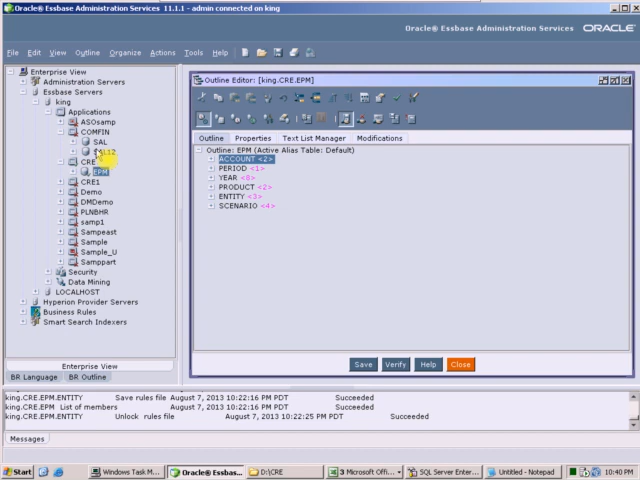 Oracle® Essbase Administration Services 11.1.1 - admin connected on king
Oracle® Essbase Administration Services ORACLE
File Edit View Outline Organize Actions Tools Help
Enterprise View
Administration Servers
Essbase Servers
king
Applications
ASOsamp
COMFIN
SAL
CRE
EPM
CRE1
Demo
DMDemo
PLNBHR
samp1
Sampeast
Sample
Sample_U
Samppart
Security
Data Mining
LOCALHOST
Hyperion Provider Servers
Business Rules
Smart Search Indexers
Enterprise View
BR Language BR Outline
Outline Editor: [king.CRE.EPM]
Outline Properties Text List Manager Modifications
Outline: EPM (Active Alias Table: Default)
ACCOUNT <2>
PERIOD <1>
YEAR <8>
PRODUCT <2>
ENTITY <3>
SCENARIO <4>
Save Verify Help Close
king.CRE.EPM.ENTITY Save rules file August 7, 2013 10:22:16 PM PDT Succeeded
king.CRE.EPM List of members August 7, 2013 10:22:16 PM PDT Succeeded
king.CRE.EPM.ENTITY Unlock rules file August 7, 2013 10:22:25 PM PDT Succeeded
Messages
Start Windows Task M... Oracle® Essbas... D:\CRE 3 Microsoft Offi... SQL Server Enter... Untitled - Notepad 10:40 PM